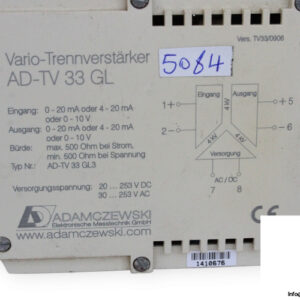 Vario-Trennverstärker
AD-TV 33 GL
Vers. TV33/0906
5084
Eingang: 0 - 20 mA oder 4 - 20 mA
oder 0 - 10 V
Ausgang: 0 - 20 mA oder 4 - 20 mA
oder 0 - 10 V
Bürde: max. 500 Ohm bei Strom,
min. 500 Ohm bei Spannung
Typ Nr.: AD-TV 33 GL3
Versorgungsspannung: 20 ... 253 V DC
30 ... 253 V AC
Eingang
Ausgang
1+
2-
+5
-6
4W
4W
4W
Versorgung
AC / DC
7 8
ADAMCZEWSKI
Elektronische Messtechnik GmbH
www.adamczewski.com
CE
1410676